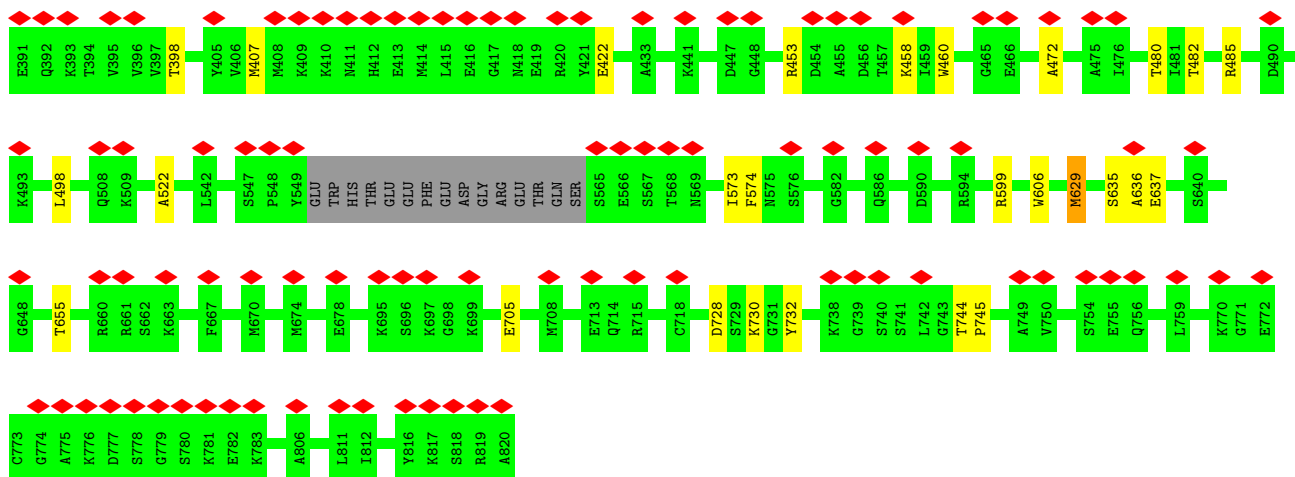 E391 Q392 K393 T394 V395 V396 V397 T398 Y405 V406 M407 M408 K409 K410 N411 H412 E413 M414 L415 E416 G417 N418 E419 R420 Y421 E422 A433 K441 D447 G448 R453 D454 A455 D456 T457 K458 I459 W460 G465 E466 A472 A475 I476 T480 I481 T482 R485 D490
K493 L498 Q508 K509 A522 L542 S547 P548 Y549 GLU TRP HIS THR GLU GLU PHE GLU ASP GLY ARG GLU THR GLN SER S565 E566 S567 T568 N569 I573 F574 N575 S576 G582 Q586 D590 R594 R599 W606 M629 S635 A636 E637 S640
G648 T655 R660 R661 S662 K663 F667 M670 M674 E678 K695 S696 K697 G698 K699 E705 M708 E713 Q714 R715 C718 D728 S729 K730 G731 Y732 K738 G739 S740 S741 L742 G743 T744 P745 A749 V750 S754 E755 Q756 L759 K770 G771 E772
C773 G774 A775 K776 D777 S778 G779 S780 K781 E782 K783 A806 L811 I812 Y816 K817 S818 R819 A820